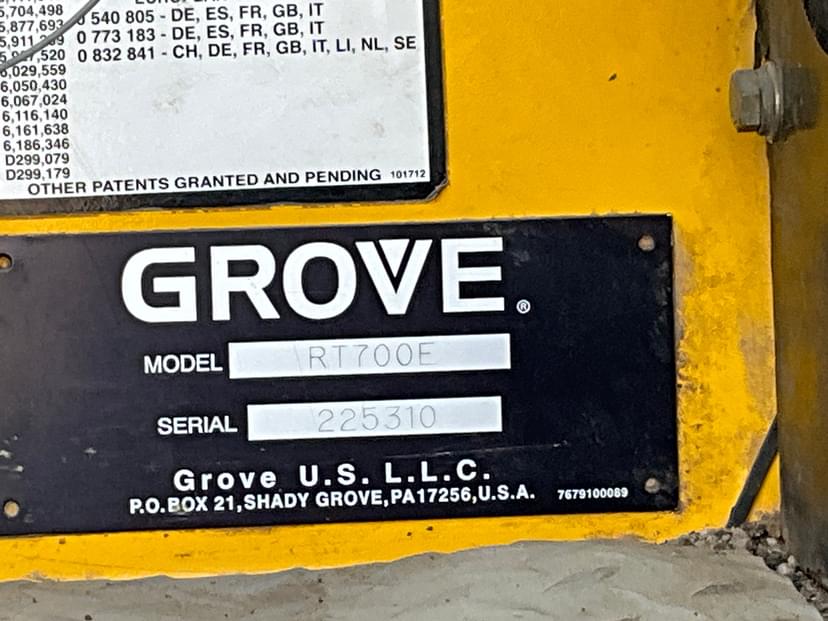 5,704,498
5,877,693
0 540 805 - DE, ES, FR, GB, IT
0 773 183 - DE, ES, FR, GB, IT
0 832 841 - CH, DE, FR, GB, IT, LI, NL, SE
6,029,559
6,050,430
6,067,024
6,116,140
6,161,638
6,186,346
D299,079
D299,179
OTHER PATENTS GRANTED AND PENDING 101712
GROVE®
MODEL RT700E
SERIAL 225310
Grove U.S. L.L.C.
P.O.BOX 21,SHADY GROVE,PA17256,U.S.A. 7679100089